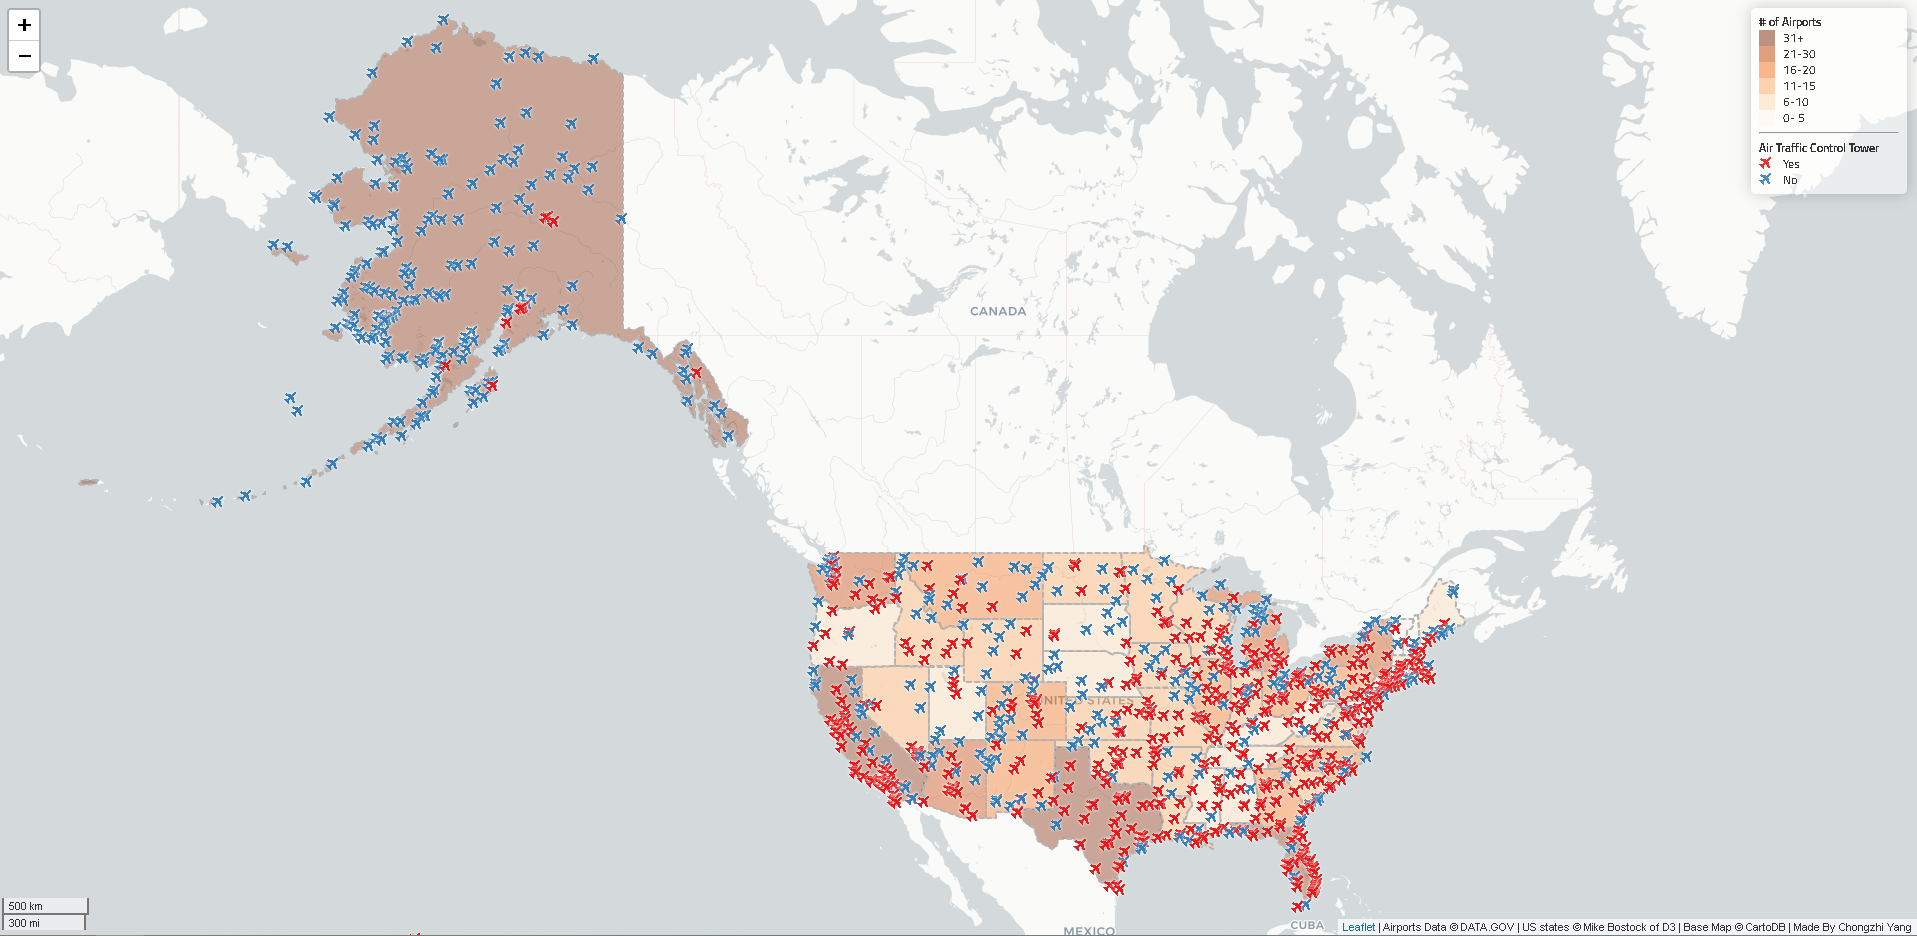 +
−
# of Airports
31+
21-30
16-20
11-15
6-10
0- 5
Air Traffic Control Tower
Yes
No
CANADA
UNITED STATES
MEXICO
CUBA
500 km
300 mi
Leaflet | Airports Data © DATA.GOV | US states © Mike Bostock of D3 | Base Map © CartoDB | Made By Chongzhi Yang